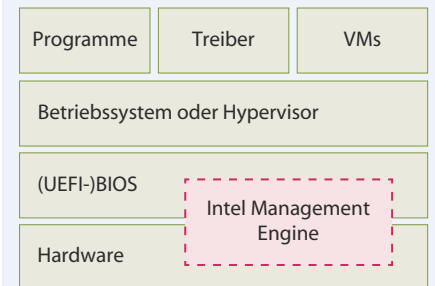 Programme
Treiber
VMs
Betriebssystem oder Hypervisor
(UEFI-)BIOS
Intel Management
Engine
Hardware